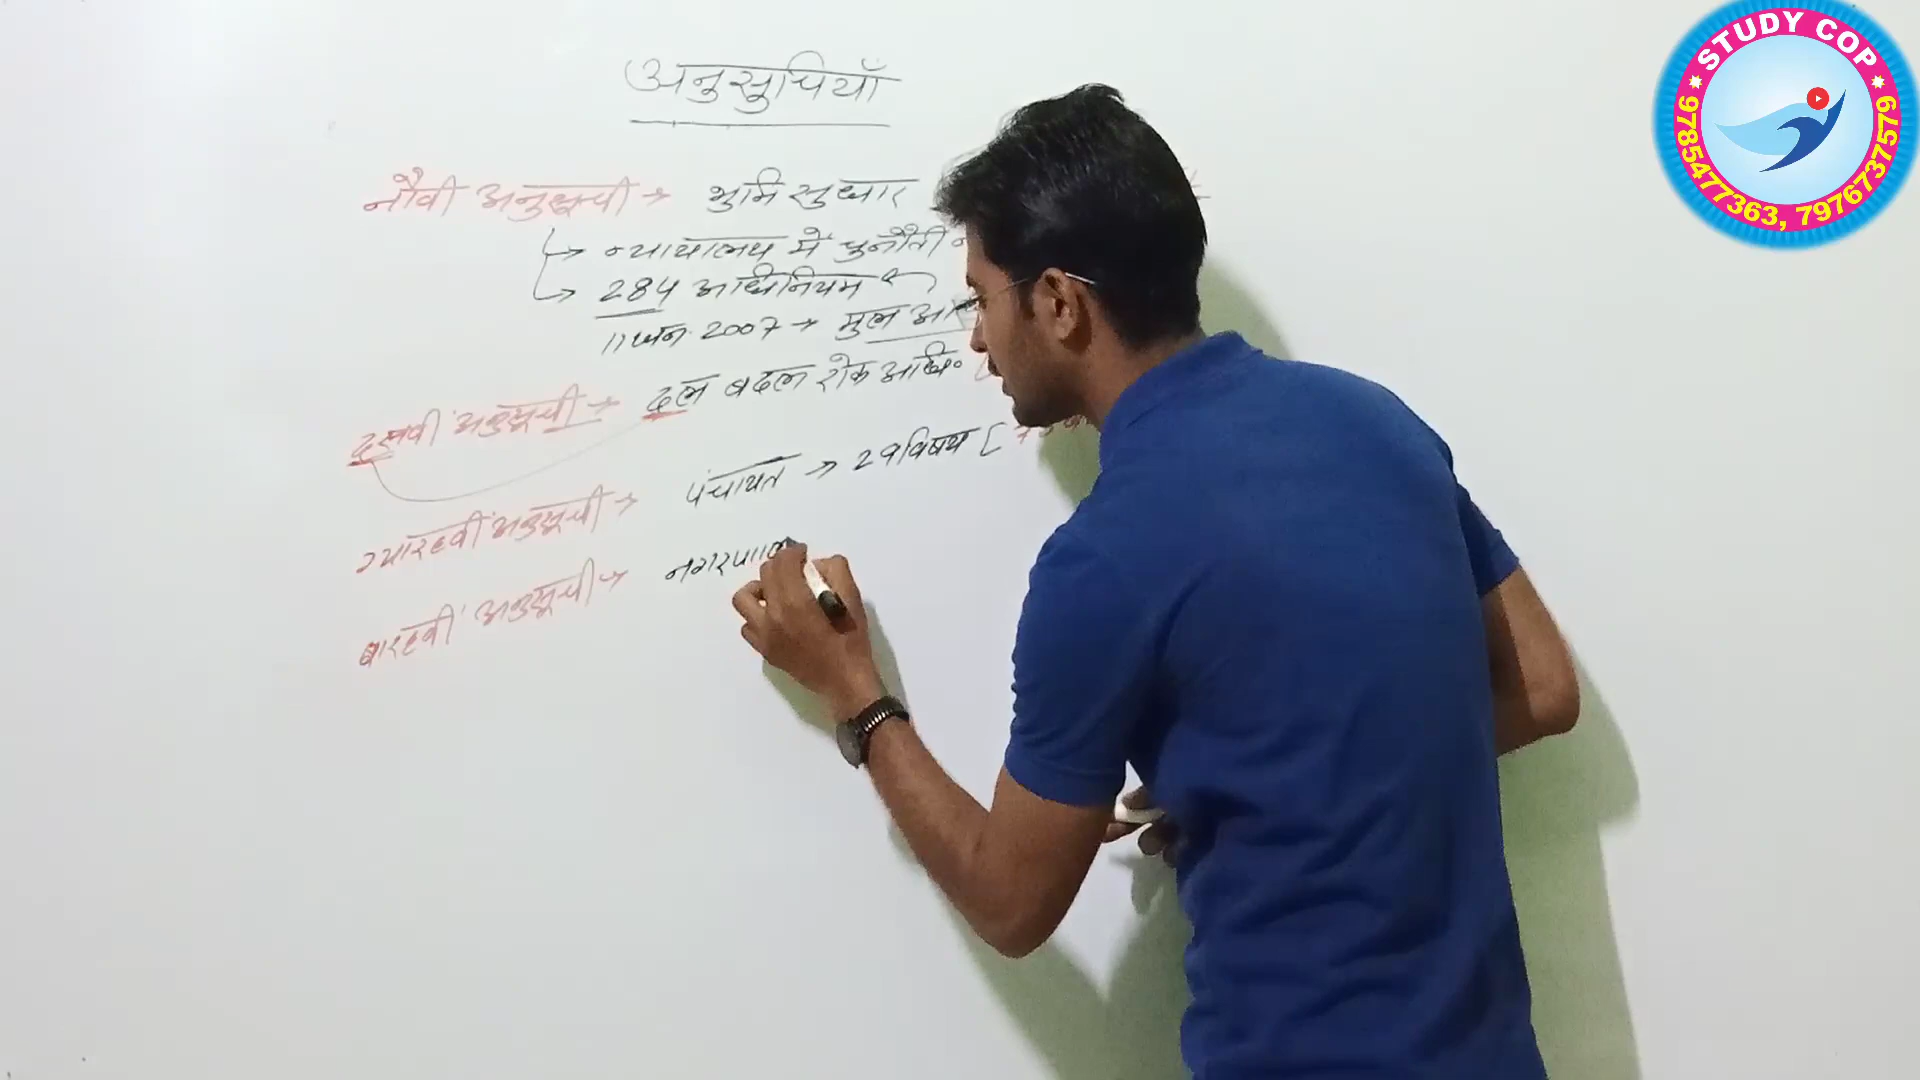 अनुसुचियाँ
नौवी अनुसूची → भुमि सुधार
→ न्यायालय में चुनौती
→ 284 अधिनियम
11 जन. 2007 → मुल
दसवी अनुसूची → दल बदल रोक अधि॰
ग्यारहवीं अनुसूची → पंचायत → 29 विषय [ 73
बारहवीं अनुसूची → नगरपाल
STUDY COP
9785477363, 7976737579